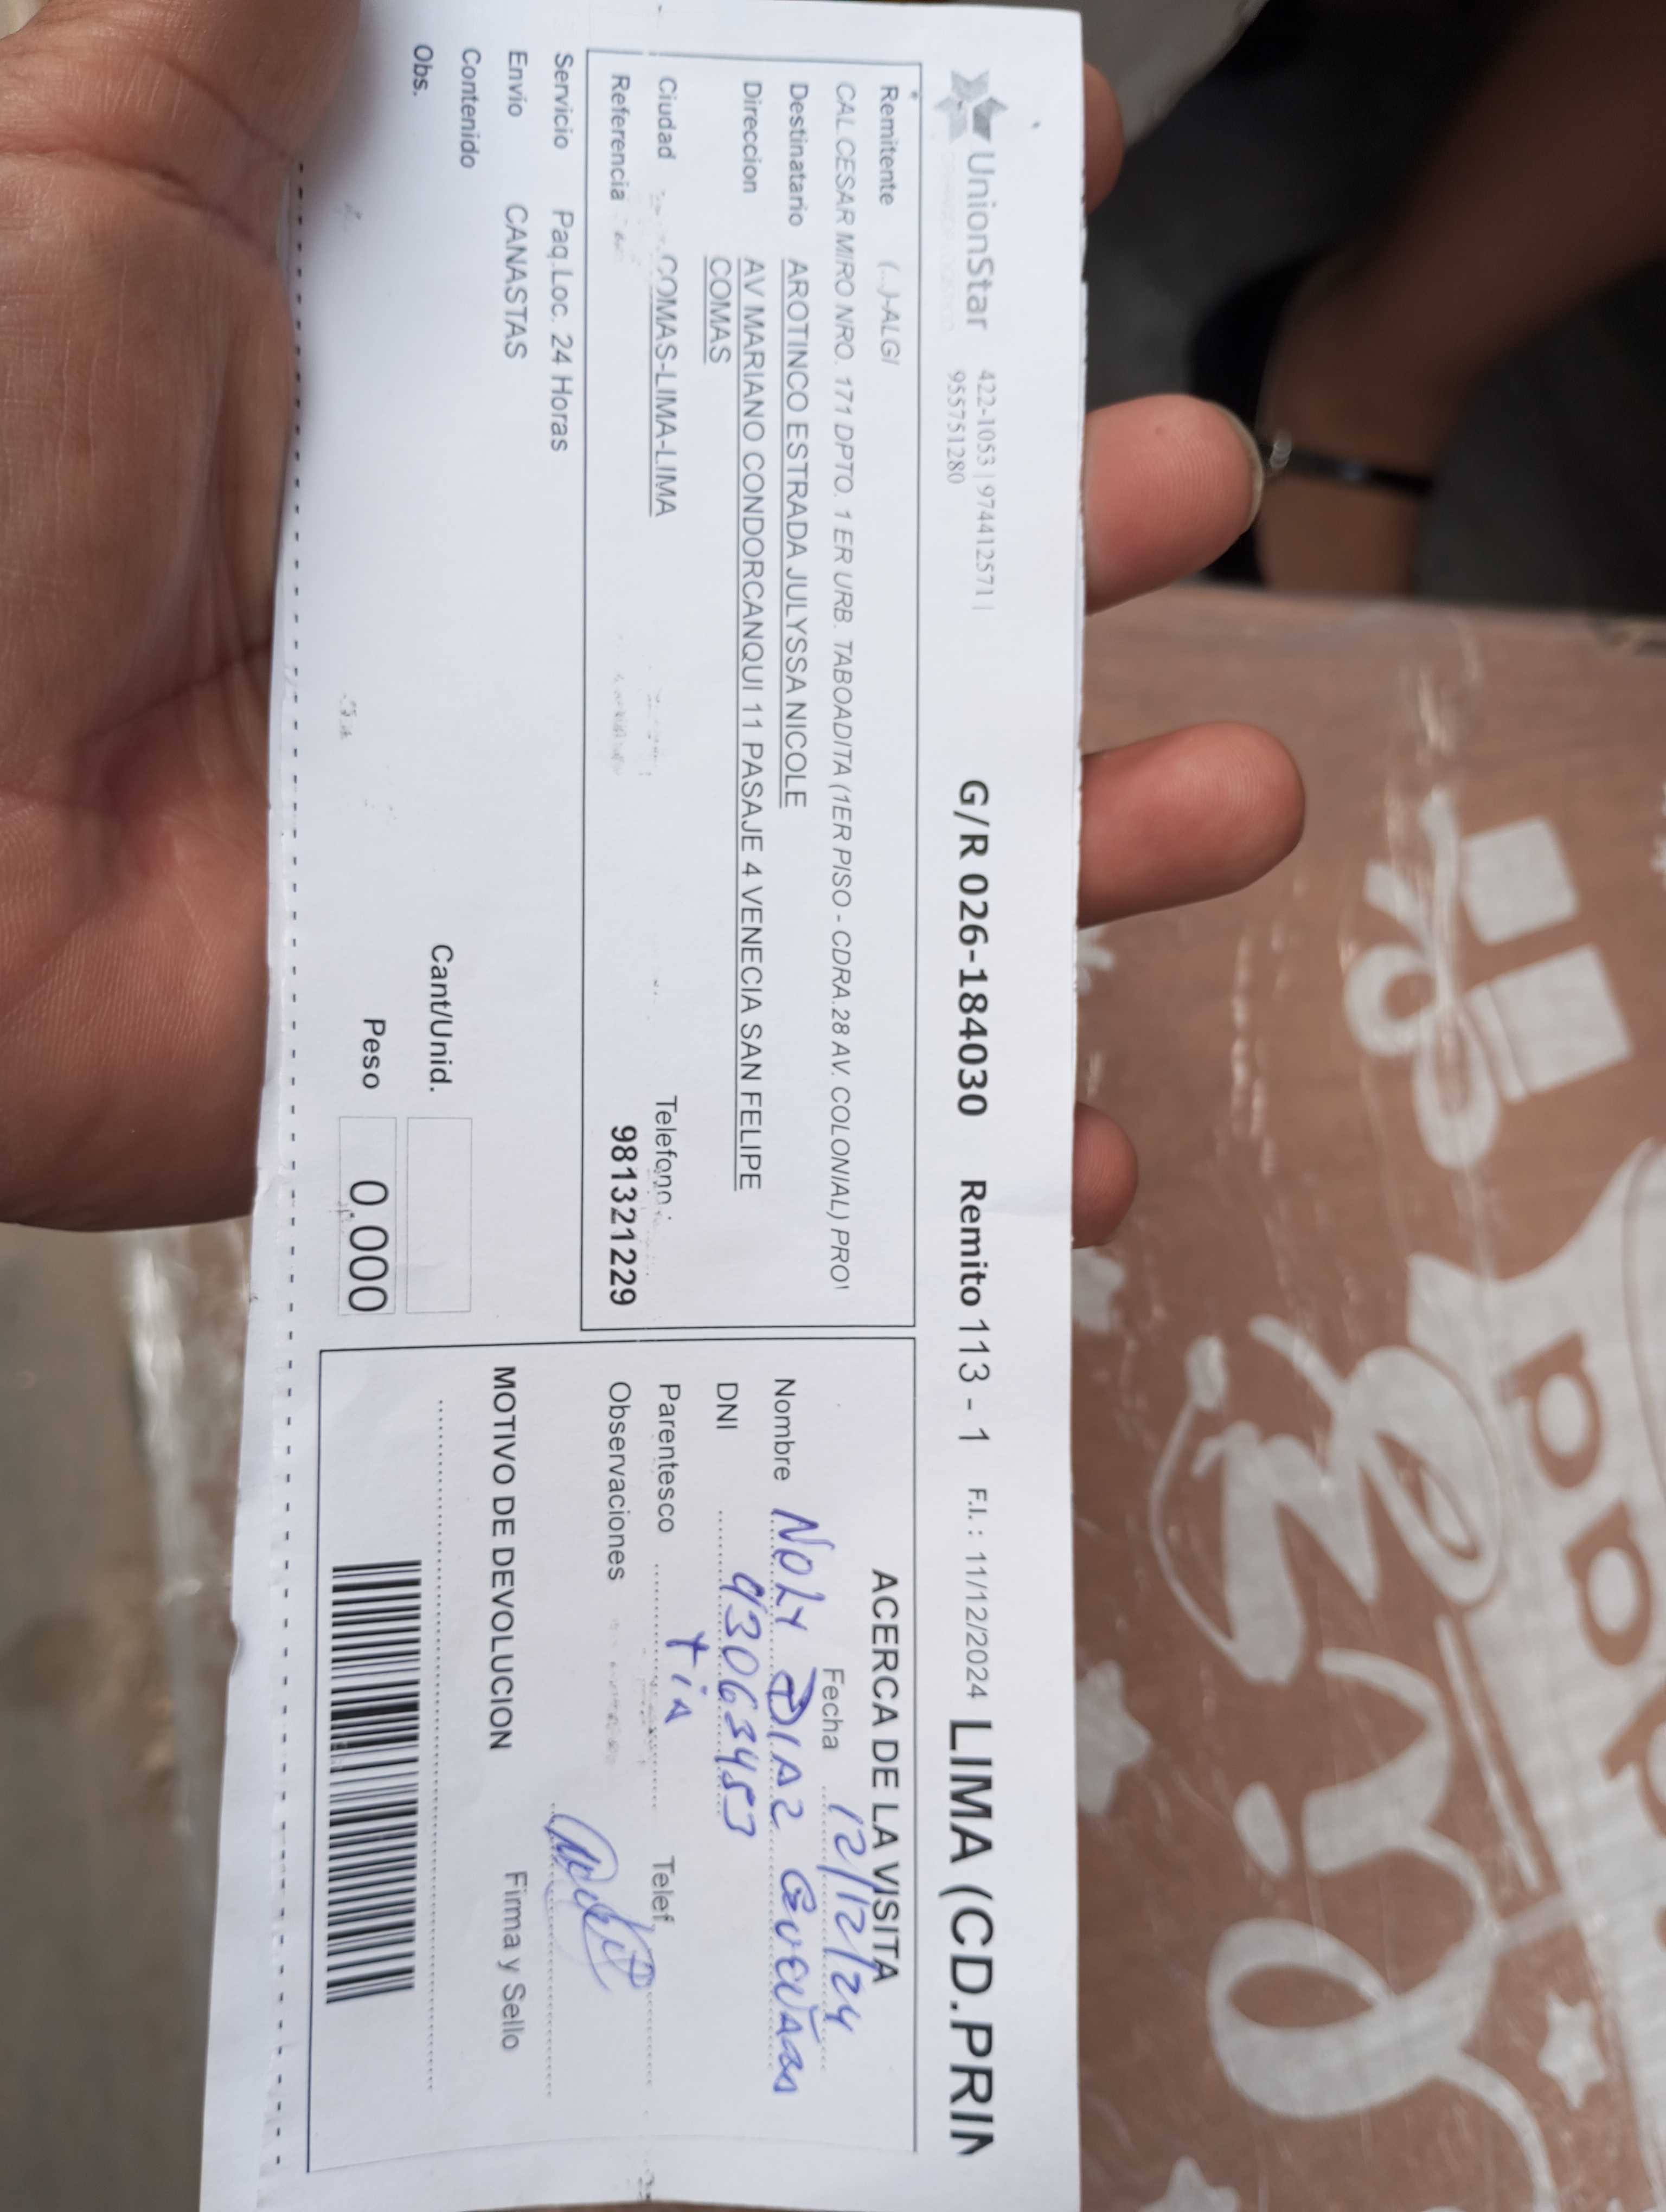 UnionStar
422-1053 | 974412571 |
955751280
G/R 026-184030 Remito 113 - 1 F.I. : 11/12/2024 LIMA (CD.PRIN
Remitente (...)-ALGI
CAL CESAR MIRO NRO. 171 DPTO. 1 ER URB. TABOADITA (1ER PISO - CDRA.28 AV. COLONIAL) PRO
Destinatario AROTINCO ESTRADA JULYSSA NICOLE
Direccion AV MARIANO CONDORCANQUI 11 PASAJE 4 VENECIA SAN FELIPE
COMAS
Ciudad COMAS-LIMA-LIMA Telefono :
Referencia 981321229
Servicio Paq.Loc. 24 Horas
Envio CANASTAS
Contenido
Obs.
Cant/Unid.
Peso 0.000
ACERCA DE LA VISITA
Fecha 12/12/24
Nombre NOLY DIAZ
DNI 43063453
Parentesco tia Telef.
Observaciones
MOTIVO DE DEVOLUCION Firma y Sello